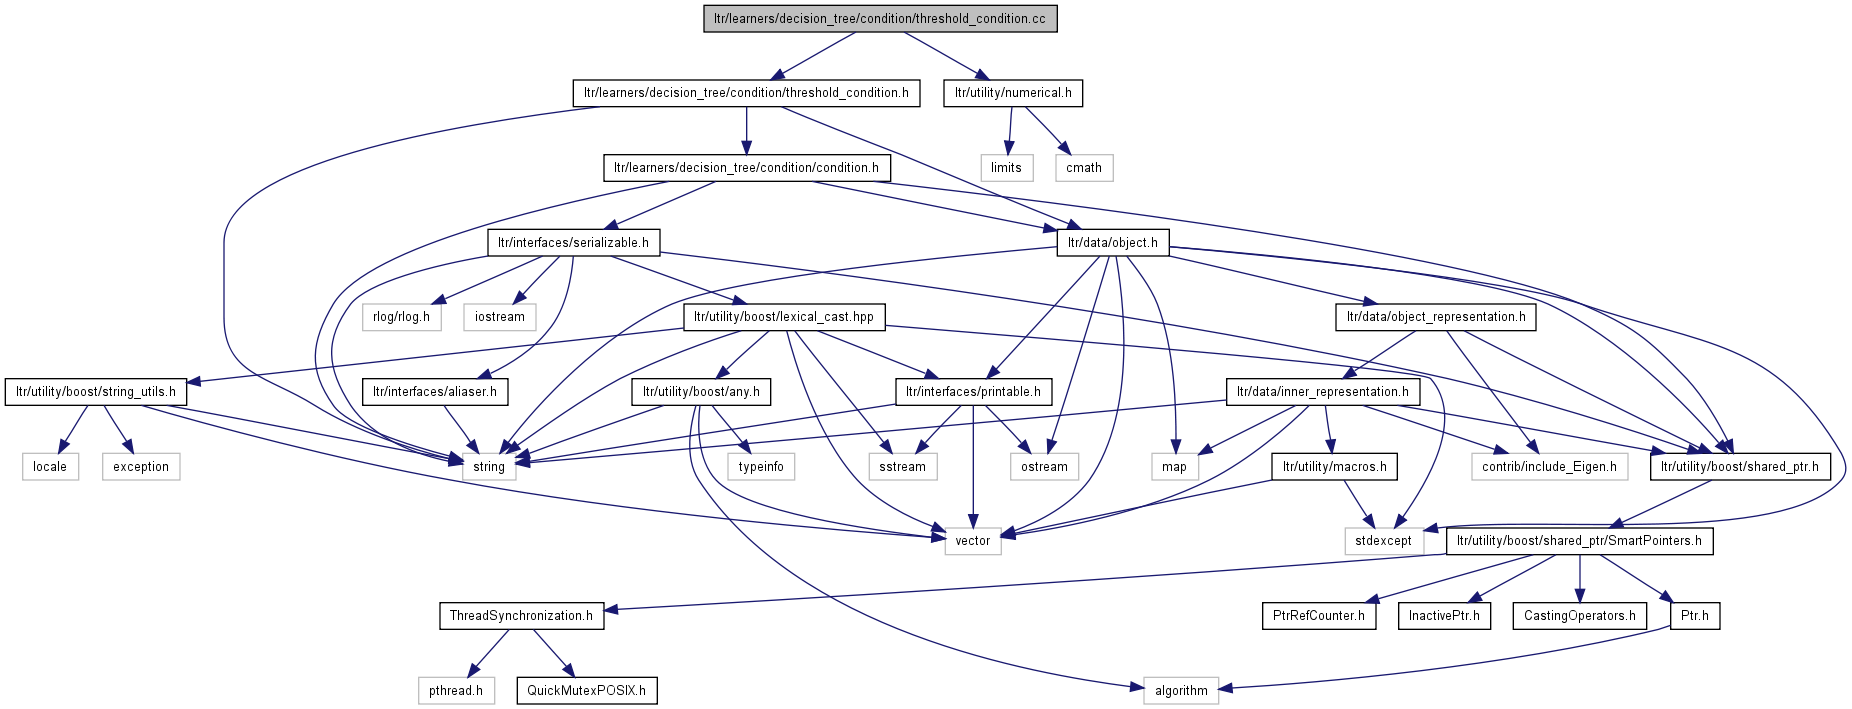 ltr/learners/decision_tree/condition/threshold_condition.cc
ltr/learners/decision_tree/condition/threshold_condition.h
ltr/utility/numerical.h
ltr/learners/decision_tree/condition/condition.h
limits
cmath
ltr/interfaces/serializable.h
ltr/data/object.h
rlog/rlog.h
iostream
ltr/utility/boost/lexical_cast.hpp
ltr/data/object_representation.h
ltr/utility/boost/string_utils.h
ltr/interfaces/aliaser.h
ltr/utility/boost/any.h
ltr/interfaces/printable.h
ltr/data/inner_representation.h
locale
exception
string
typeinfo
sstream
ostream
map
ltr/utility/macros.h
contrib/include_Eigen.h
ltr/utility/boost/shared_ptr.h
vector
stdexcept
ltr/utility/boost/shared_ptr/SmartPointers.h
ThreadSynchronization.h
PtrRefCounter.h
InactivePtr.h
CastingOperators.h
Ptr.h
pthread.h
QuickMutexPOSIX.h
algorithm